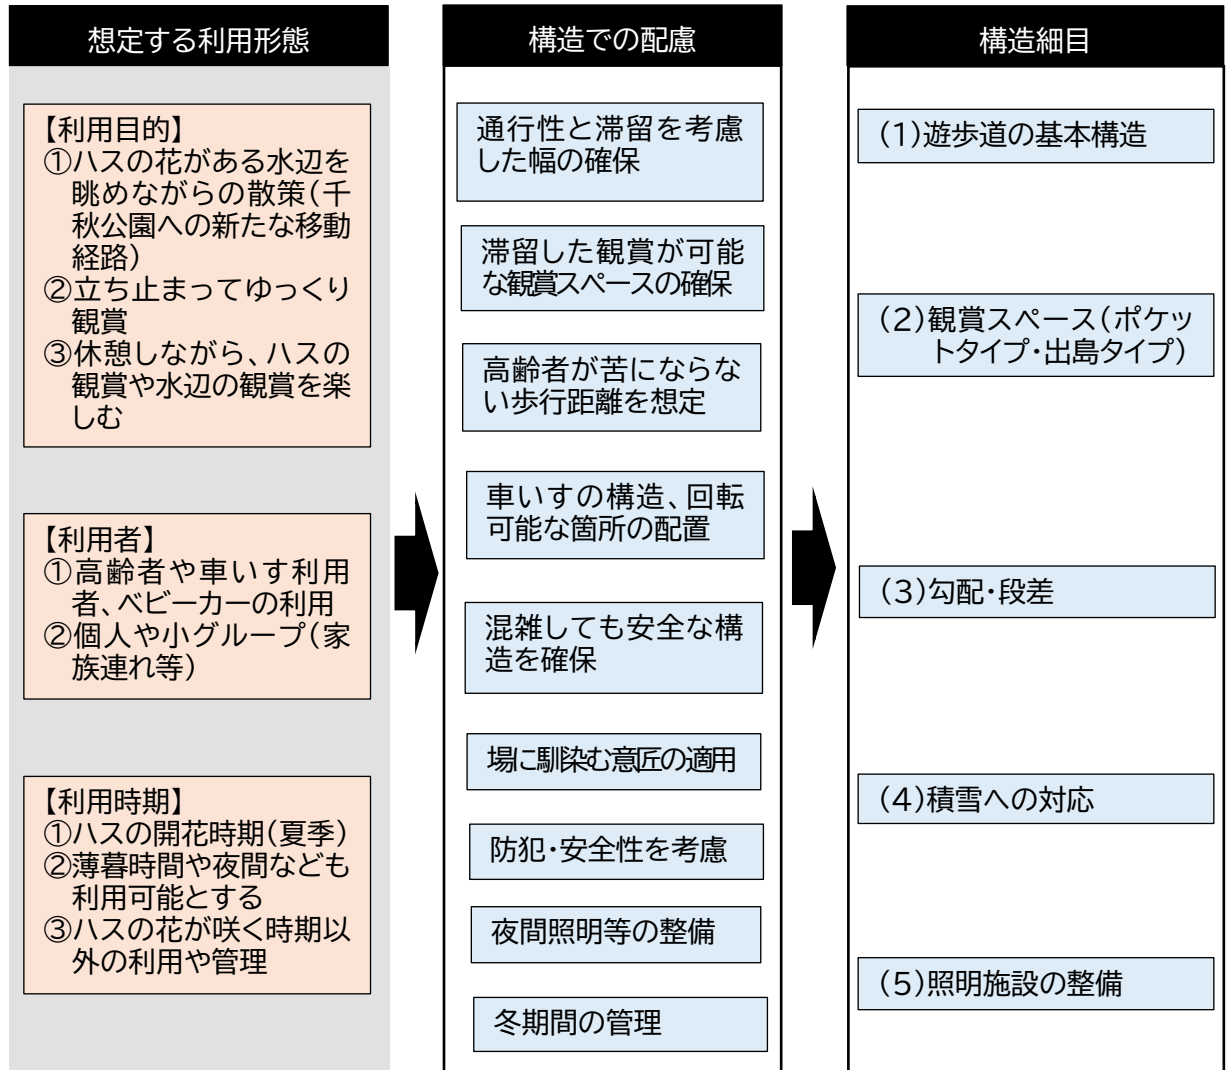 想定する利用形態
【利用目的】
①ハスの花がある水辺を
眺めながらの散策(千
秋公園への新たな移動
経路)
②立ち止まってゆっくり
観賞
③休憩しながら、ハスの
観賞や水辺の観賞を楽
しむ
【利用者】
①高齢者や車いす利用
者、ベビーカーの利用
②個人や小グループ(家
族連れ等)
【利用時期】
①ハスの開花時期(夏季)
②薄暮時間や夜間なども
利用可能とする
③ハスの花が咲く時期以
外の利用や管理
構造での配慮
通行性と滞留を考慮
した幅の確保
滞留した観賞が可能
な観賞スペースの確保
高齢者が苦にならな
い歩行距離を想定
車いすの構造、回転
可能な箇所の配置
混雑しても安全な構
造を確保
場に馴染む意匠の適用
防犯・安全性を考慮
夜間照明等の整備
冬期間の管理
構造細目
(1)遊歩道の基本構造
(2)観賞スペース(ポケッ
トタイプ・出島タイプ)
(3)勾配・段差
(4)積雪への対応
(5)照明施設の整備